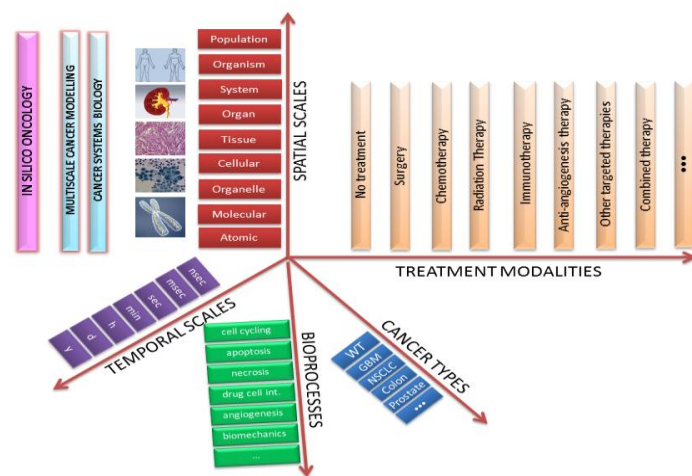 IN SILICO ONCOLOGY
MULTISCALE CANCER MODELLING
CANCER SYSTEMS BIOLOGY
Population
Organism
System
Organ
Tissue
Cellular
Organelle
Molecular
Atomic
SPATIAL SCALES
No treatment
Surgery
Chemotherapy
Radiation Therapy
Immunotherapy
Anti-angiogenesis therapy
Other targeted therapies
Combined therapy
...
TREATMENT MODALITIES
y
d
h
min
sec
msec
nsec
TEMPORAL SCALES
cell cycling
apoptosis
necrosis
drug cell int.
angiogenesis
biomechanics
...
BIOPROCESSES
WT
GBM
NSCLC
Colon
Prostate
...
CANCER TYPES